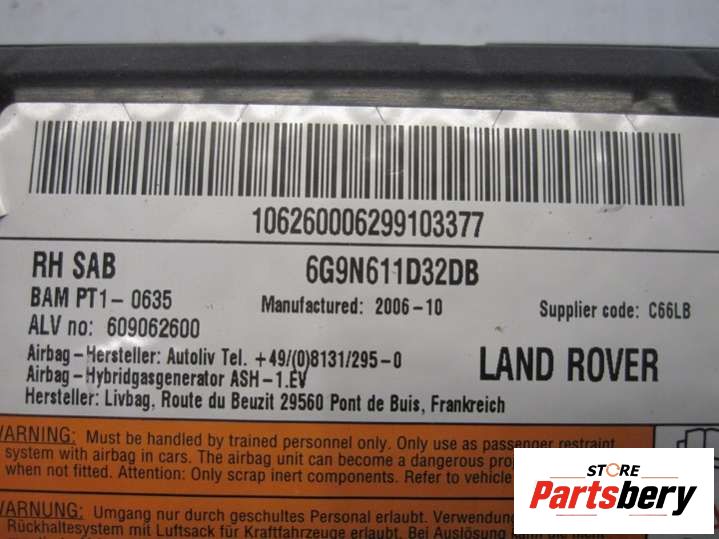 106260006299103377
RH SAB
6G9N611D32DB
BAM PT1- 0635
Manufactured: 2006-10
Supplier code: C66LB
ALV no: 609062600
Airbag-Hersteller: Autoliv Tel. +49/(0)8131/295-0
LAND ROVER
Airbag-Hybridgasgenerator ASH-1.EV
Hersteller: Livbag, Route du Beuzit 29560 Pont de Buis, Frankreich
WARNING: Must be handled by trained personnel only. Only use as passenger restraint
system with airbag in cars. The airbag unit can become a dangerous
when not fitted. Attention: Only scrap inert components. Refer to vehicle
WARNUNG: Umgang nur durch geschultes Personal erlaubt.
Rückhaltesystem mit Luftsack für Kraftfahrzeuge erlaubt. Bei Auslösung kann die
STORE
Partsbery